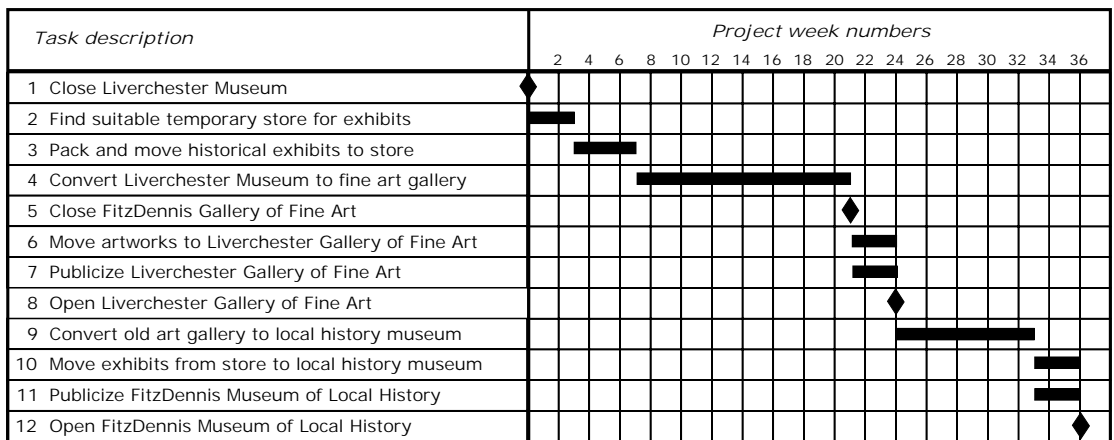 Task description
Project week numbers
2 4 6 8 10 12 14 16 18 20 22 24 26 28 30 32 34 36
1 Close Liverchester Museum
2 Find suitable temporary store for exhibits
3 Pack and move historical exhibits to store
4 Convert Liverchester Museum to fine art gallery
5 Close FitzDennis Gallery of Fine Art
6 Move artworks to Liverchester Gallery of Fine Art
7 Publicize Liverchester Gallery of Fine Art
8 Open Liverchester Gallery of Fine Art
9 Convert old art gallery to local history museum
10 Move exhibits from store to local history museum
11 Publicize FitzDennis Museum of Local History
12 Open FitzDennis Museum of Local History